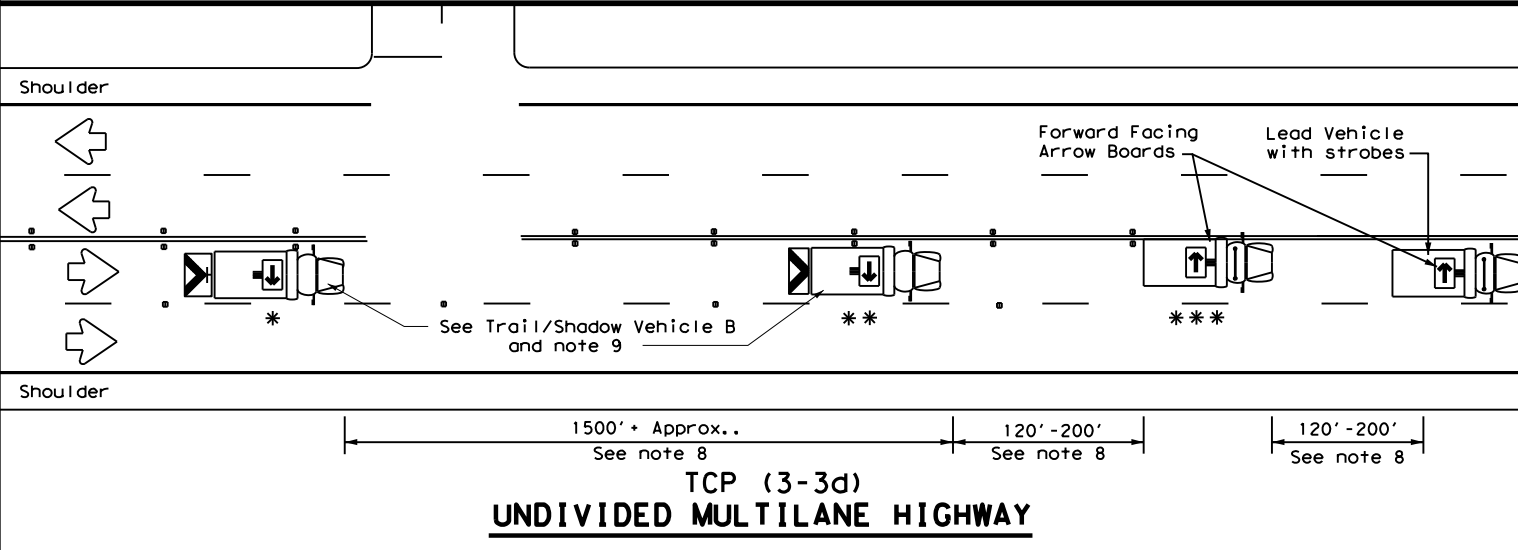 Shoulder
Forward Facing
Arrow Boards
Lead Vehicle
with strobes
*
**
***
See Trail/Shadow Vehicle B
and note 9
Shoulder
1500'+ Approx..
See note 8
120'-200'
See note 8
120'-200'
See note 8
TCP (3-3d)
UNDIVIDED MULTILANE HIGHWAY